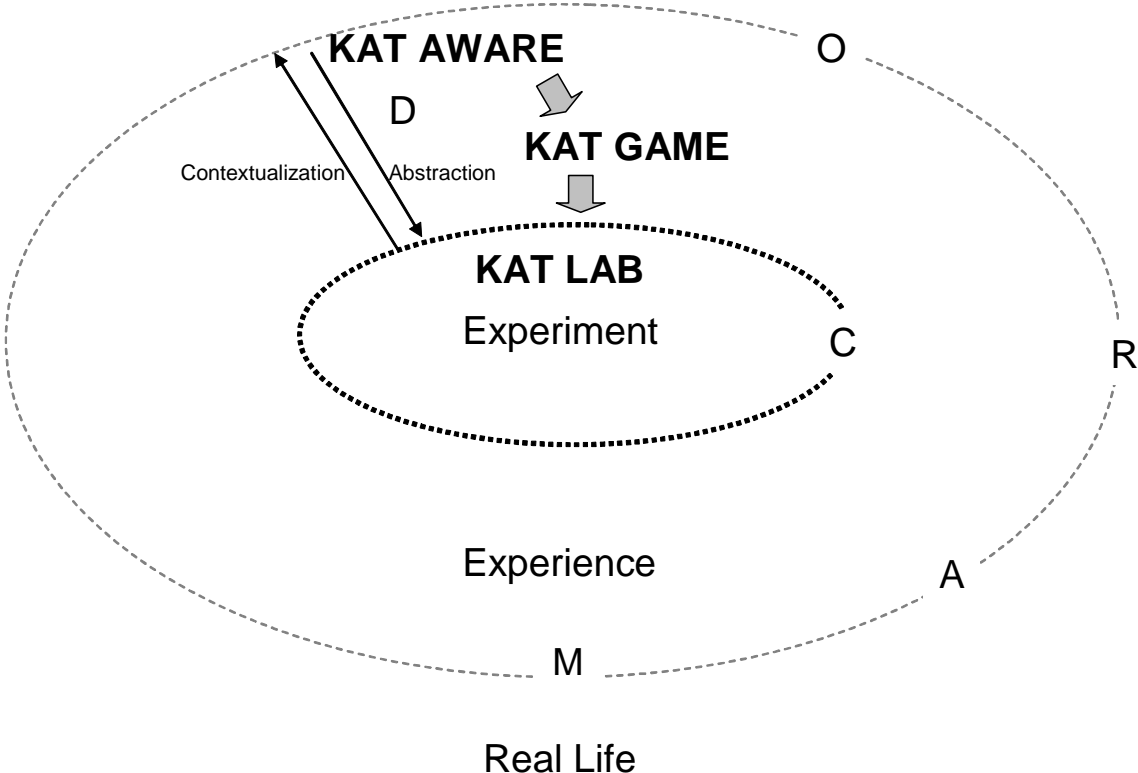 KAT AWARE
O
D
KAT GAME
Contextualization
Abstraction
KAT LAB
Experiment
C
R
Experience
A
M
Real Life